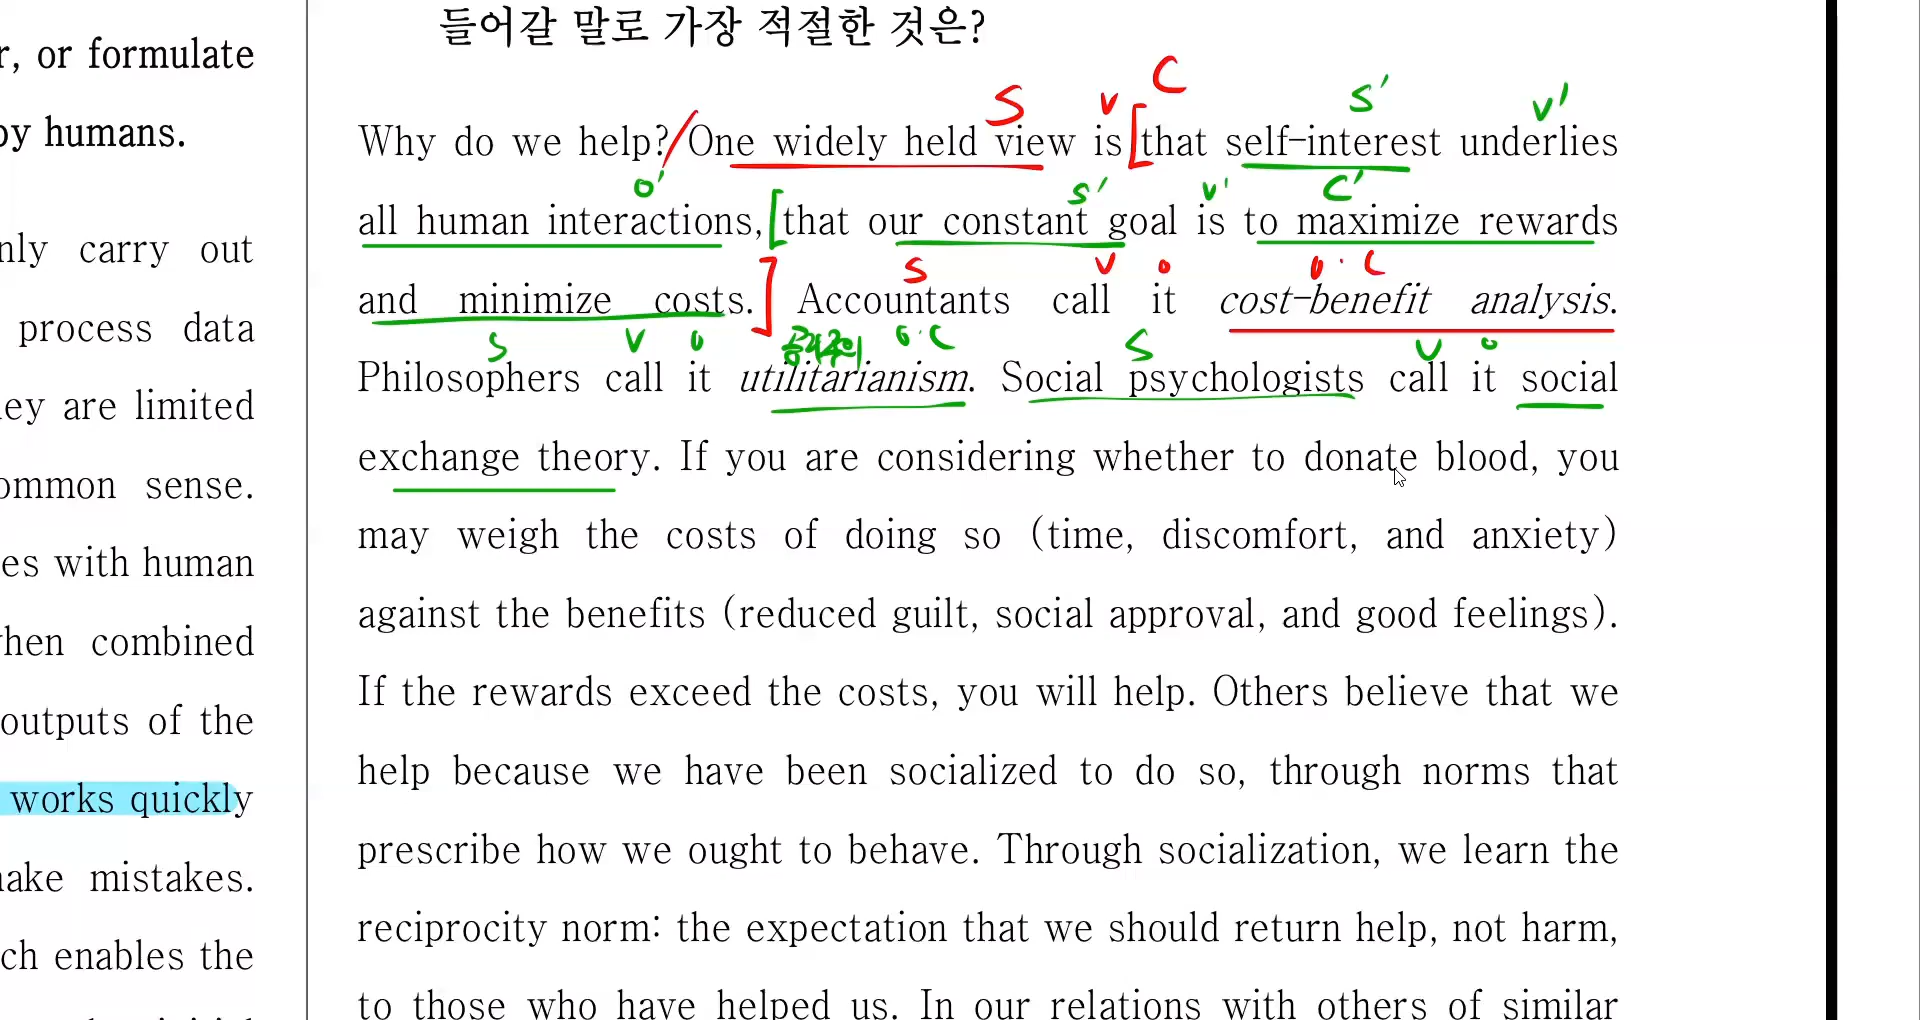 들어갈 말로 가장 적절한 것은?
r, or formulate
by humans.
nly carry out
process data
ey are limited
ommon sense.
es with human
when combined
outputs of the
works quickly
make mistakes.
ch enables the
S V C S' V'
Why do we help? One widely held view is that self-interest underlies
O' S' V' C'
all human interactions, that our constant goal is to maximize rewards
S V O O.C
and minimize costs. Accountants call it cost-benefit analysis.
S V O 공리주의 O.C S V O
Philosophers call it utilitarianism. Social psychologists call it social
exchange theory. If you are considering whether to donate blood, you
may weigh the costs of doing so (time, discomfort, and anxiety)
against the benefits (reduced guilt, social approval, and good feelings).
If the rewards exceed the costs, you will help. Others believe that we
help because we have been socialized to do so, through norms that
prescribe how we ought to behave. Through socialization, we learn the
reciprocity norm: the expectation that we should return help, not harm,
to those who have helped us. In our relations with others of similar